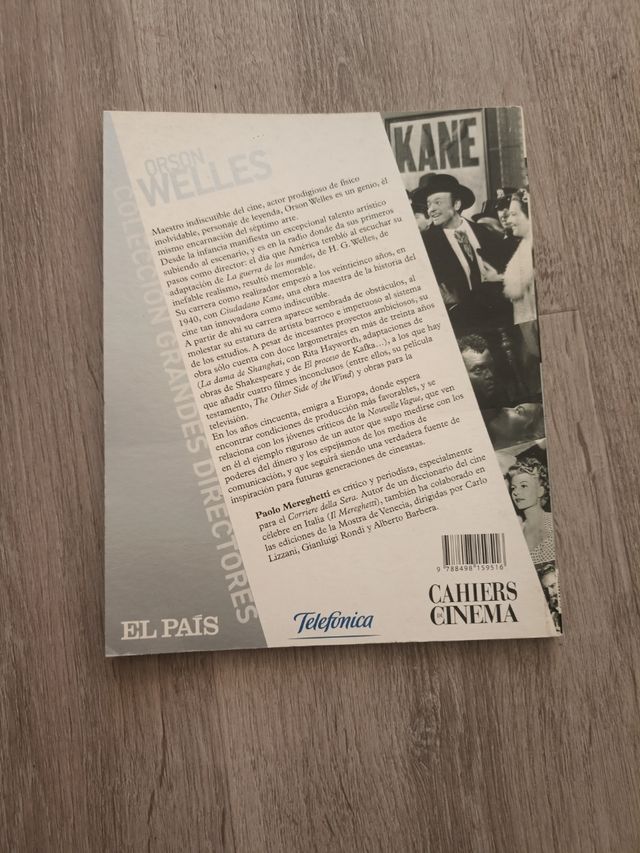 ORSON
WELLES
COLECCIÓN GRANDES DIRECTORES
KANE
Maestro indiscutible del cine, actor prodigioso de físico
inolvidable, personaje de leyenda, Orson Welles es un genio, él
mismo encarnación del séptimo arte.
Desde la infancia manifiesta un excepcional talento artístico
subiendo al escenario, y es en la radio donde da sus primeros
pasos como director: el día que América tembló al escuchar su
adaptación de La guerra de los mundos, de H. G. Welles, de
inefable realismo, resultó memorable.
Su carrera como realizador empezó a los veinticinco años, en
1940, con Ciudadano Kane, una obra maestra de la historia del
cine tan innovadora como indiscutible.
A partir de ahí su carrera aparece sembrada de obstáculos, al
molestar su estatura de artista barroco e impetuoso al sistema
de los estudios. A pesar de incesantes proyectos ambiciosos, su
obra sólo cuenta con doce largometrajes en más de treinta años
(La dama de Shanghai, con Rita Hayworth, adaptaciones de
obras de Shakespeare y de El proceso de Kafka...), a los que hay
que añadir cuatro filmes inconclusos (entre ellos, su película
testamento, The Other Side of the Wind) y obras para la
televisión.
En los años cincuenta, emigra a Europa, donde espera
encontrar condiciones de producción más favorables, y se
relaciona con los jóvenes críticos de la Nouvelle Vague, que ven
en él el ejemplo riguroso de un autor que supo medirse con los
poderes del dinero y los espejismos de los medios de
comunicación, y que seguirá siendo una verdadera fuente de
inspiración para futuras generaciones de cineastas.
Paolo Mereghetti es crítico y periodista, especialmente
para el Corriere della Sera. Autor de un diccionario del cine
célebre en Italia (Il Mereghetti), también ha colaborado en
las ediciones de la Mostra de Venecia, dirigidas por Carlo
Lizzani, Gianluigi Rondi y Alberto Barbera.
9 788498 159516
EL PAÍS
Telefónica
CAHIERS
DU CINEMA